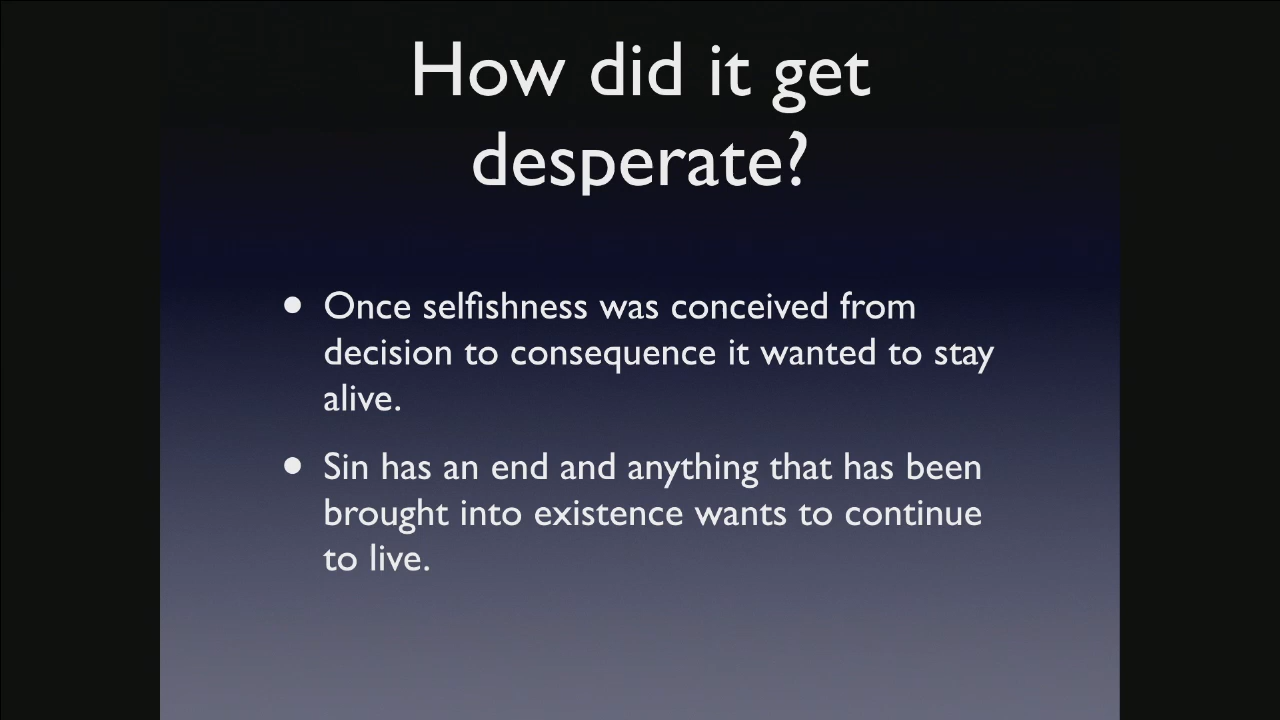 How did it get
desperate?
• Once selfishness was conceived from
decision to consequence it wanted to stay
alive.
• Sin has an end and anything that has been
brought into existence wants to continue
to live.